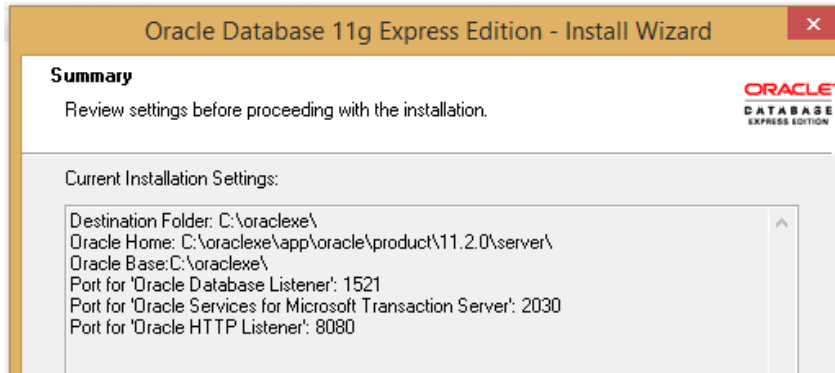 Oracle Database 11g Express Edition - Install Wizard
Summary
Review settings before proceeding with the installation.
ORACLE
DATABASE
EXPRESS EDITION
Current Installation Settings:
Destination Folder: C:\oraclexe\
Oracle Home: C:\oraclexe\app\oracle\product\11.2.0\server\
Oracle Base:C:\oraclexe\
Port for 'Oracle Database Listener': 1521
Port for 'Oracle Services for Microsoft Transaction Server': 2030
Port for 'Oracle HTTP Listener': 8080